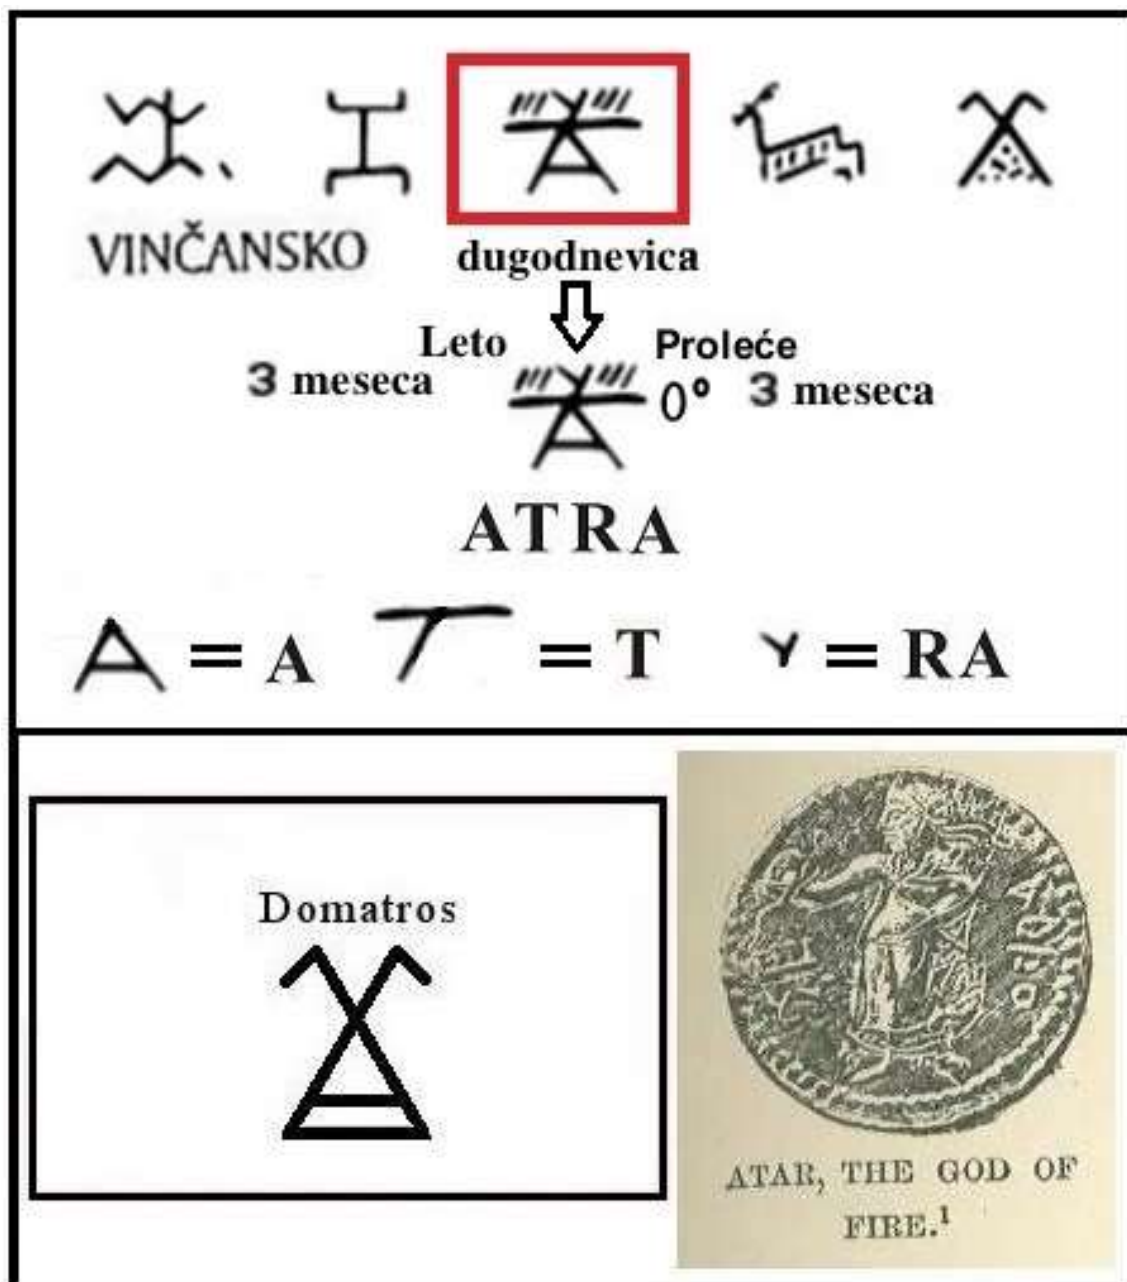 VINČANSKO
dugodnevica
Leto
Proleće
3 meseca
0° 3 meseca
ATRA
A = A T = T = RA
Domatros
ATAR, THE GOD OF
FIRE.¹